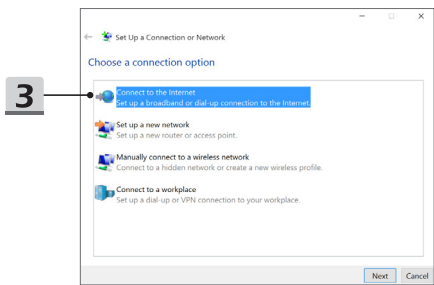 Set Up a Connection or Network
Choose a connection option
3
Connect to the Internet
Set up a broadband or dial-up connection to the Internet.
Set up a new network
Set up a new router or access point.
Manually connect to a wireless network
Connect to a hidden network or create a new wireless profile.
Connect to a workplace
Set up a dial-up or VPN connection to your workplace.
Next
Cancel